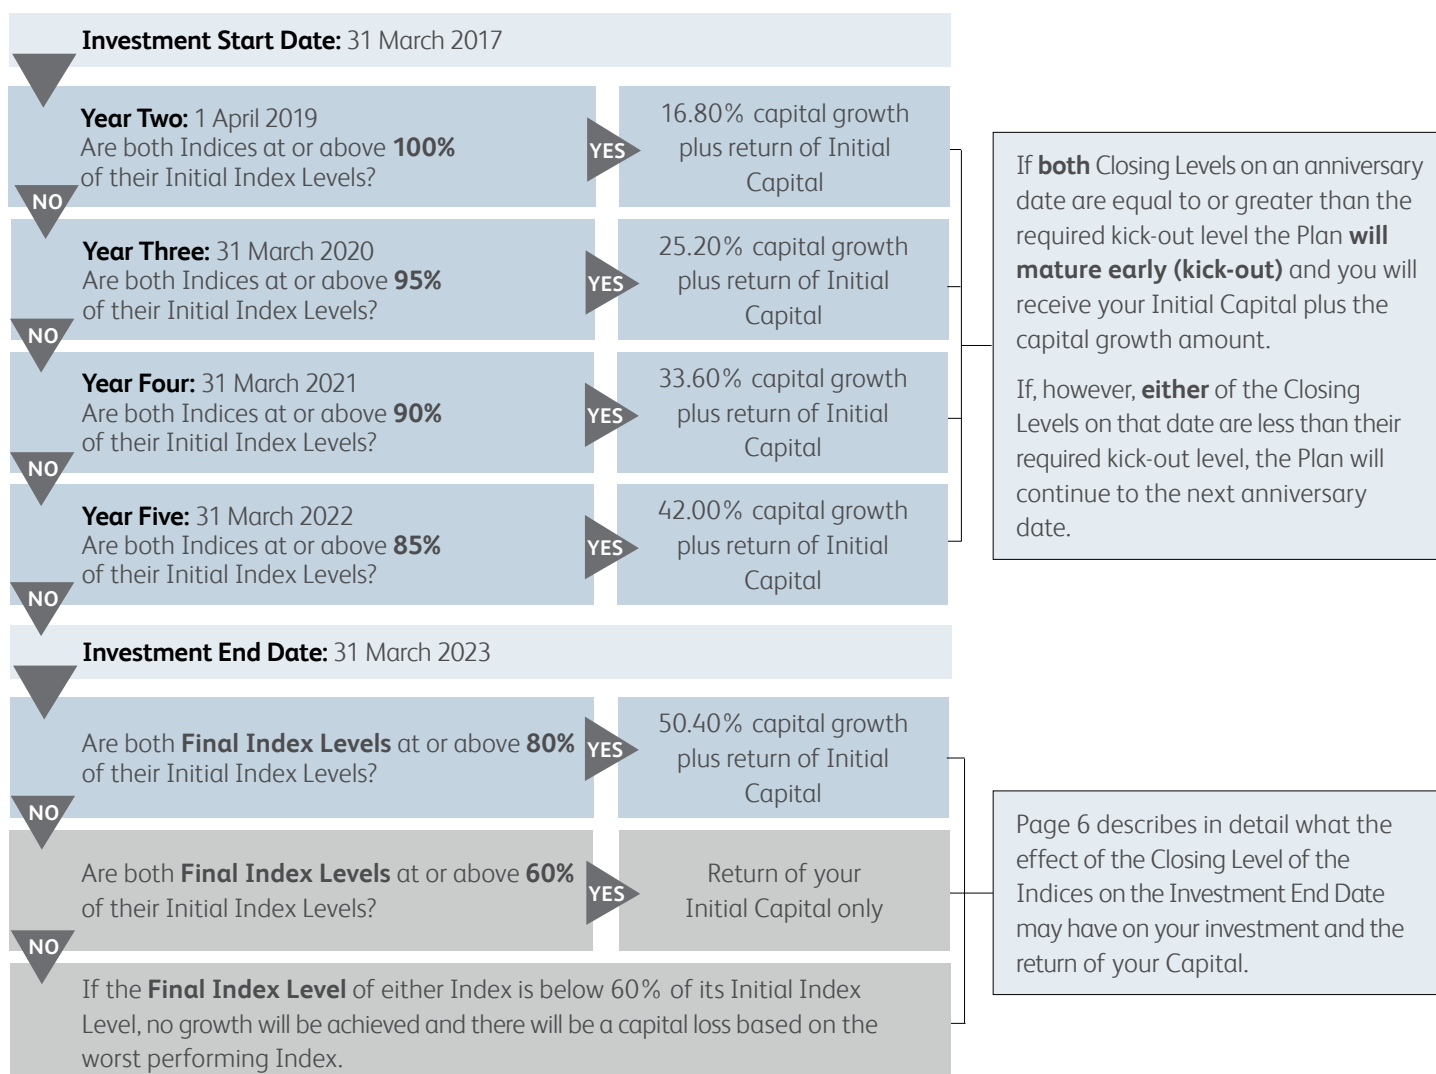 Investment Start Date: 31 March 2017
Year Two: 1 April 2019
Are both Indices at or above 100%
of their Initial Index Levels?
YES
16.80% capital growth
plus return of Initial
Capital
NO
Year Three: 31 March 2020
Are both Indices at or above 95%
of their Initial Index Levels?
YES
25.20% capital growth
plus return of Initial
Capital
NO
Year Four: 31 March 2021
Are both Indices at or above 90%
of their Initial Index Levels?
YES
33.60% capital growth
plus return of Initial
Capital
NO
Year Five: 31 March 2022
Are both Indices at or above 85%
of their Initial Index Levels?
YES
42.00% capital growth
plus return of Initial
Capital
NO
If both Closing Levels on an anniversary
date are equal to or greater than the
required kick-out level the Plan will
mature early (kick-out) and you will
receive your Initial Capital plus the
capital growth amount.
If, however, either of the Closing
Levels on that date are less than their
required kick-out level, the Plan will
continue to the next anniversary
date.
Investment End Date: 31 March 2023
Are both Final Index Levels at or above 80%
of their Initial Index Levels?
YES
50.40% capital growth
plus return of Initial
Capital
NO
Are both Final Index Levels at or above 60%
of their Initial Index Levels?
YES
Return of your
Initial Capital only
NO
If the Final Index Level of either Index is below 60% of its Initial Index
Level, no growth will be achieved and there will be a capital loss based on the
worst performing Index.
Page 6 describes in detail what the
effect of the Closing Level of the
Indices on the Investment End Date
may have on your investment and the
return of your Capital.